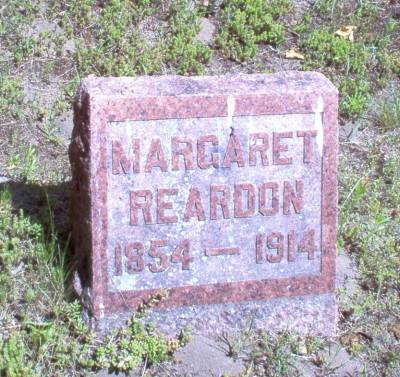 MARGARET
REARDON
1854 — 1914